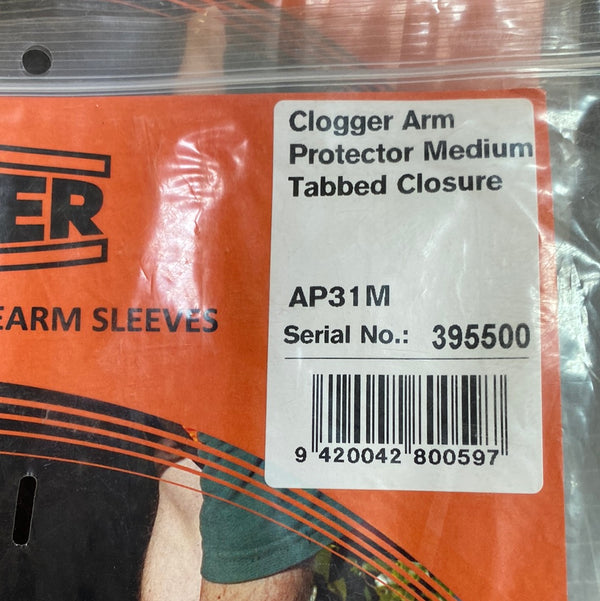 Clogger Arm
Protector Medium
Tabbed Closure
AP31M
Serial No.: 395500
9 420042 800597
ER
EARM SLEEVES